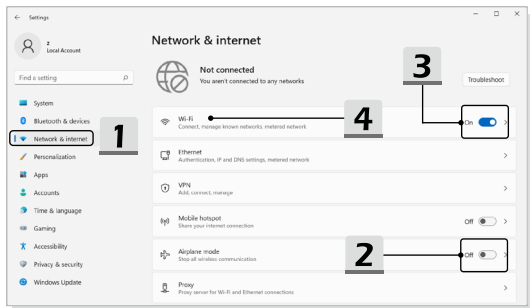 Settings
z
Local Account
Find a setting
System
Bluetooth & devices
Network & internet
Personalization
Apps
Accounts
Time & language
Gaming
Accessibility
Privacy & security
Windows Update
1
Network & internet
Not connected
You aren't connected to any networks
Troubleshoot
3
Wi-Fi
Connect, manage known networks, metered network
4
On
Ethernet
Authentication, IP and DNS settings, metered network
VPN
Add, connect, manage
Mobile hotspot
Share your internet connection
Off
Airplane mode
Stop all wireless communication
2
Off
Proxy
Proxy server for Wi-Fi and Ethernet connections